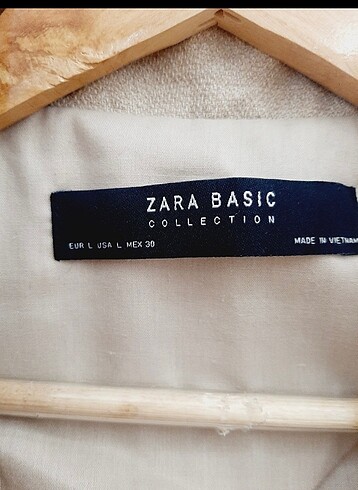 ZARA BASIC
COLLECTION
EUR L USA L MEX 30
MADE IN VIETNAM